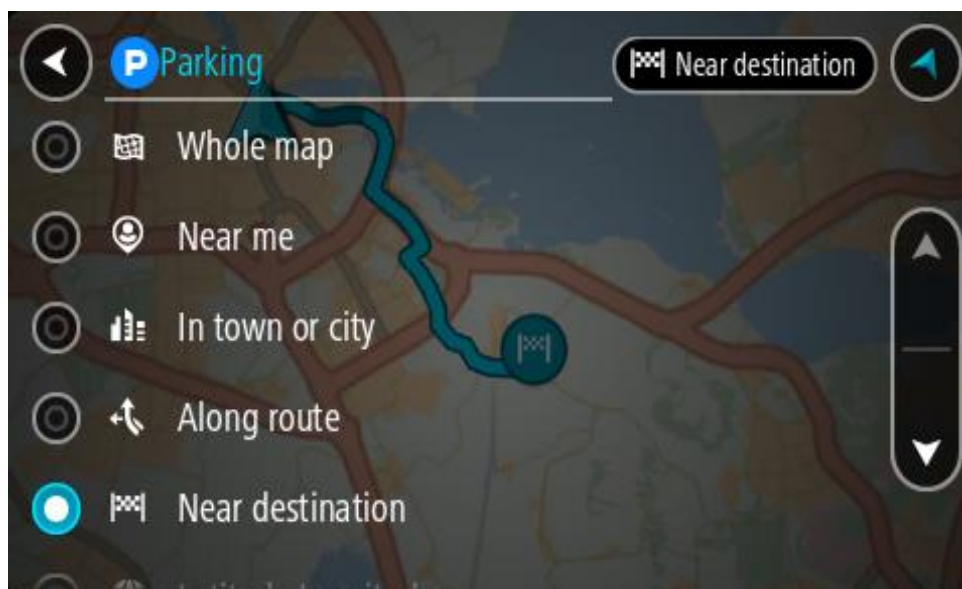 P Parking
Near destination
Whole map
Near me
In town or city
Along route
Near destination